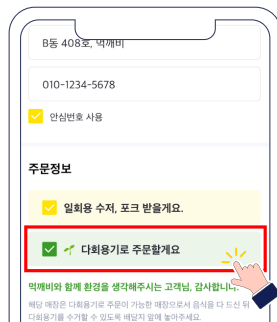 B동 408호, 먹깨비
010-1234-5678
안심번호 사용
주문정보
일회용 수저, 포크 받을게요.
다회용기로 주문할게요
먹깨비와 함께 환경을 생각해주시는 고객님, 감사합니다.
해당 매장은 다회용기로 주문이 가능한 매장으로서 음식을 다 드신 뒤
다회용기를 수거할 수 있도록 배달지 앞에 놓아주세요.